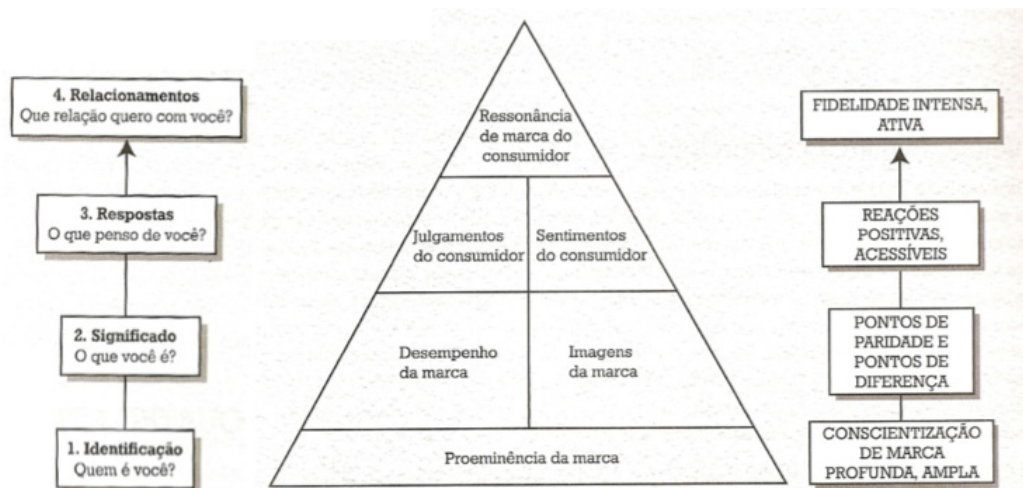 4. Relacionamentos
Que relação quero com você?
3. Respostas
O que penso de você?
2. Significado
O que você é?
1. Identificação
Quem é você?
Ressonância
de marca do
consumidor
Julgamentos
do consumidor
Sentimentos
do consumidor
Desempenho
da marca
Imagens
da marca
Proeminência da marca
FIDELIDADE INTENSA,
ATIVA
REAÇÕES
POSITIVAS,
ACESSÍVEIS
PONTOS DE
PARIDADE E
PONTOS DE
DIFERENÇA
CONSCIENTIZAÇÃO
DE MARCA
PROFUNDA, AMPLA